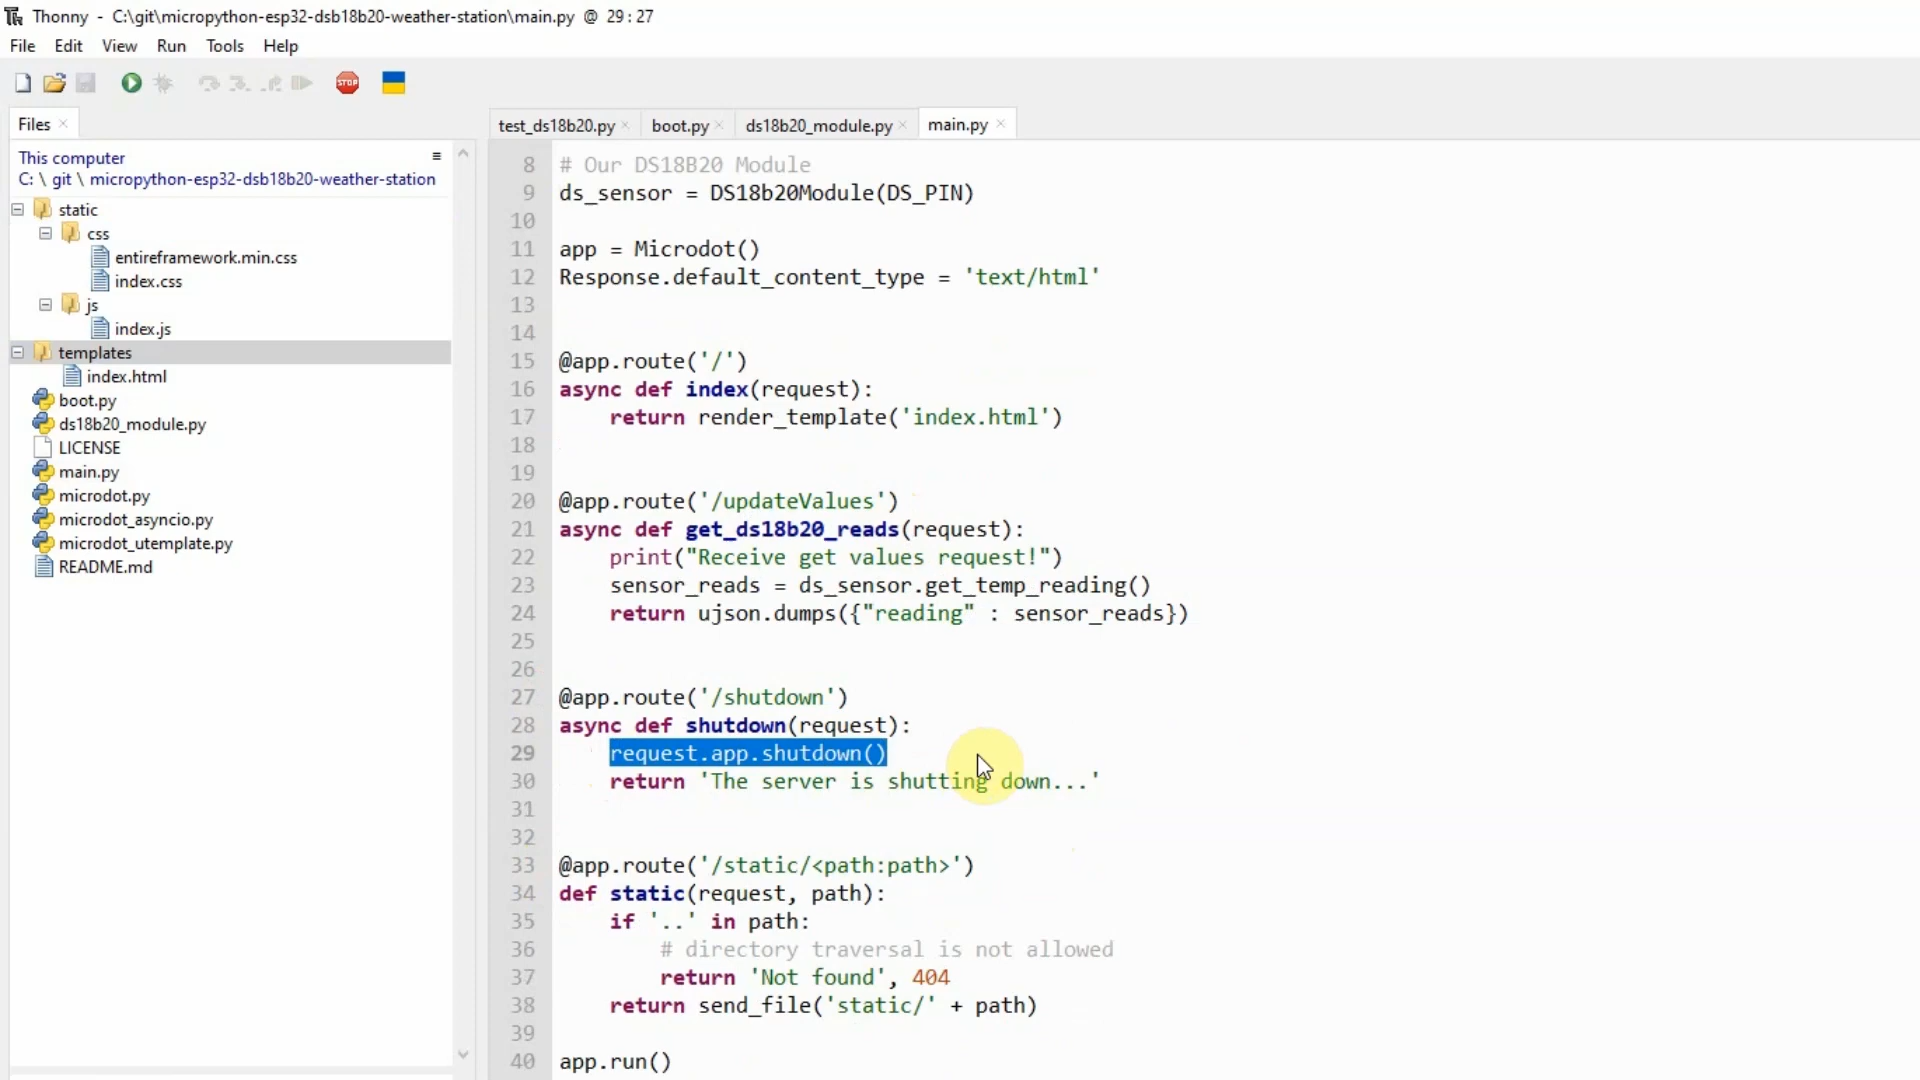 Thonny - C:\git\micropython-esp32-dsb18b20-weather-station\main.py @ 29:27
File Edit View Run Tools Help
STOP
Files ×
This computer
C: \ git \ micropython-esp32-dsb18b20-weather-station
static
css
entireframework.min.css
index.css
js
index.js
templates
index.html
boot.py
ds18b20_module.py
LICENSE
main.py
microdot.py
microdot_asyncio.py
microdot_utemplate.py
README.md
test_ds18b20.py × boot.py × ds18b20_module.py × main.py ×
8 # Our DS18B20 Module
9 ds_sensor = DS18b20Module(DS_PIN)
10
11 app = Microdot()
12 Response.default_content_type = 'text/html'
13
14
15 @app.route('/')
16 async def index(request):
17 return render_template('index.html')
18
19
20 @app.route('/updateValues')
21 async def get_ds18b20_reads(request):
22 print("Receive get values request!")
23 sensor_reads = ds_sensor.get_temp_reading()
24 return ujson.dumps({"reading" : sensor_reads})
25
26
27 @app.route('/shutdown')
28 async def shutdown(request):
29 request.app.shutdown()
30 return 'The server is shutting down...'
31
32
33 @app.route('/static/<path:path>')
34 def static(request, path):
35 if '..' in path:
36 # directory traversal is not allowed
37 return 'Not found', 404
38 return send_file('static/' + path)
39
40 app.run()